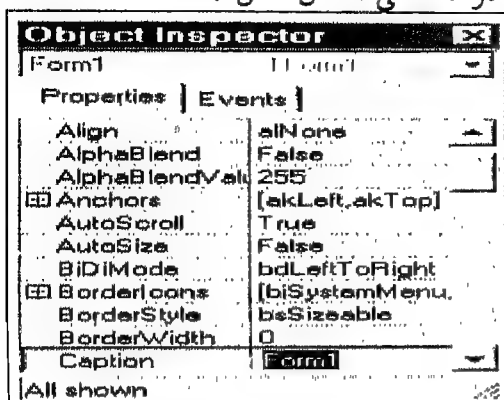 Object Inspector
Form1 TForm1
Properties Events
Align alNone
AlphaBlend False
AlphaBlendValu 255
Anchors [akLeft,akTop]
AutoScroll True
AutoSize False
BiDiMode bdLeftToRight
BorderIcons [biSystemMenu,
BorderStyle bsSizeable
BorderWidth 0
Caption Form1
All shown